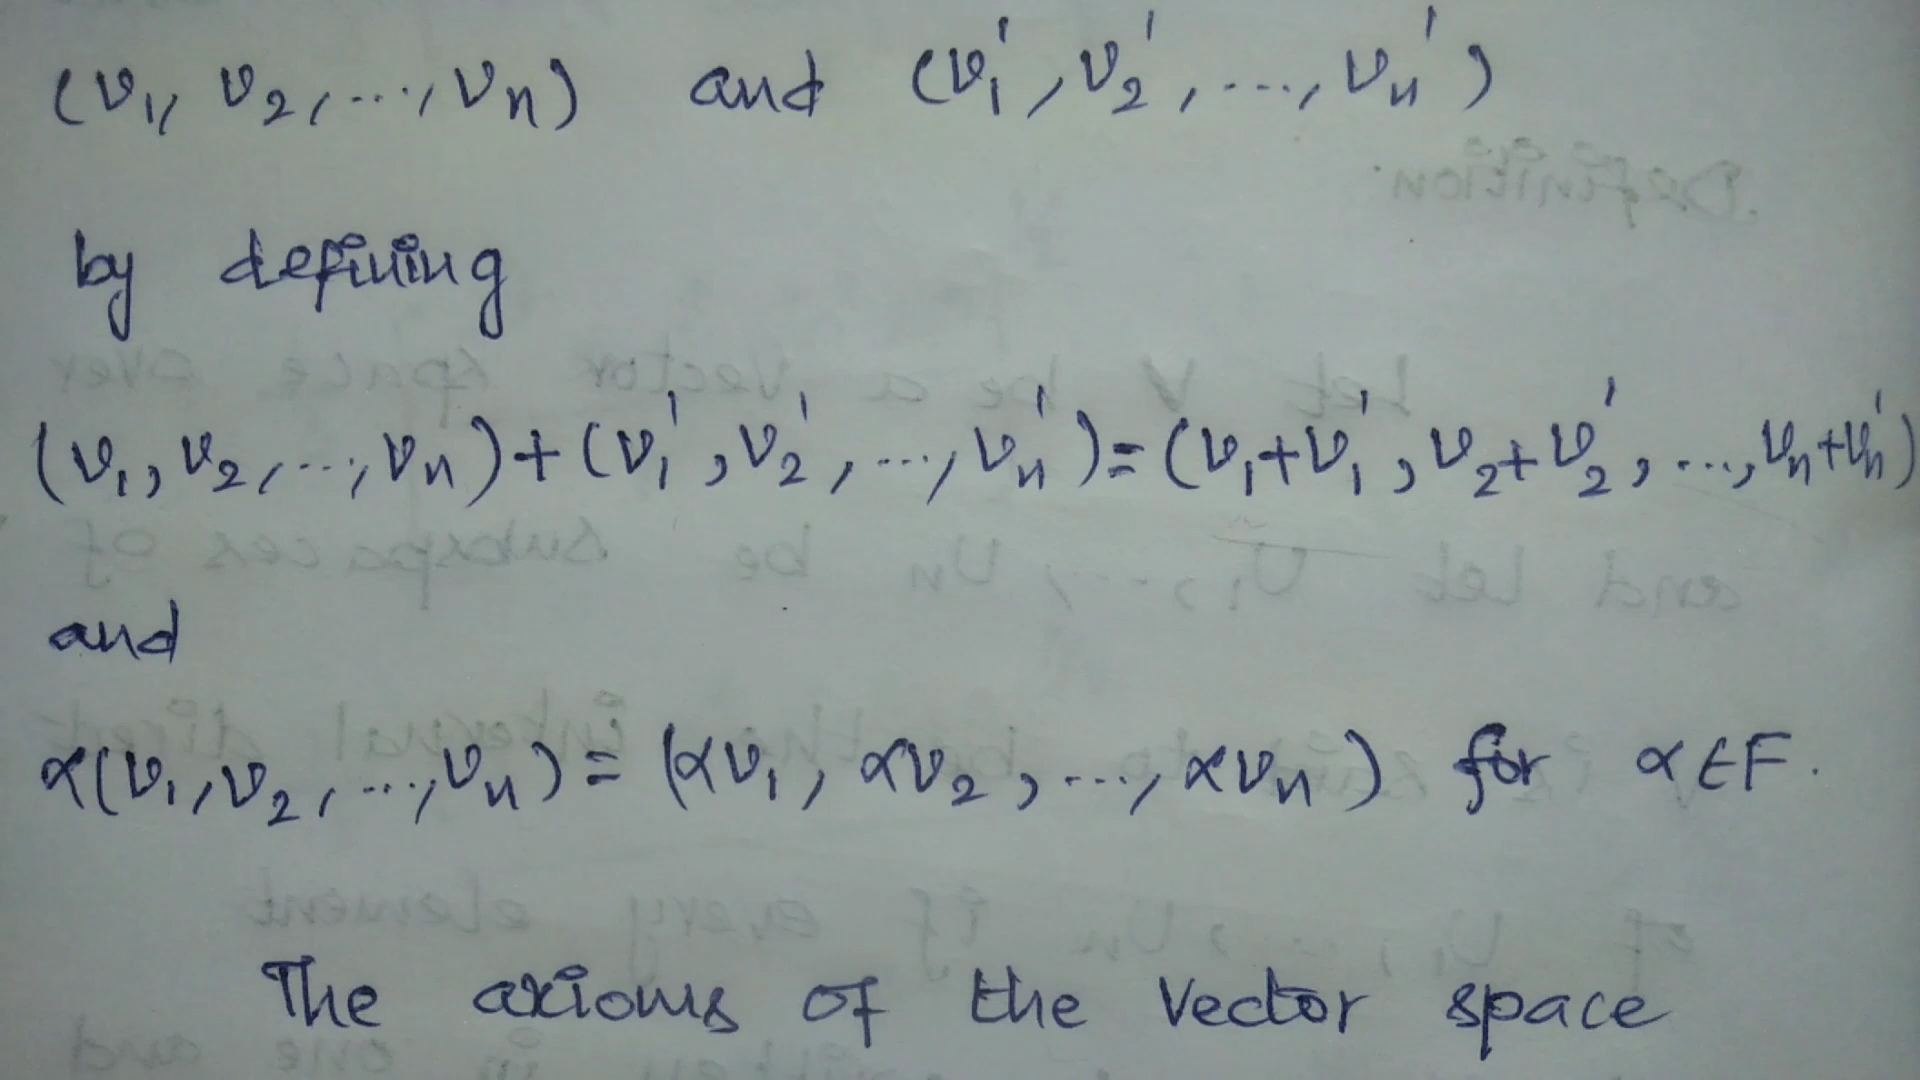 (v₁, v₂, ..., vₙ) and (v₁', v₂', ..., vₙ')
by defining
(v₁, v₂, ..., vₙ) + (v₁', v₂', ..., vₙ') = (v₁+v₁', v₂+v₂', ..., vₙ+vₙ')
and
α(v₁, v₂, ..., vₙ) = (αv₁, αv₂, ..., αvₙ) for α∈F.
The axioms of the Vector space